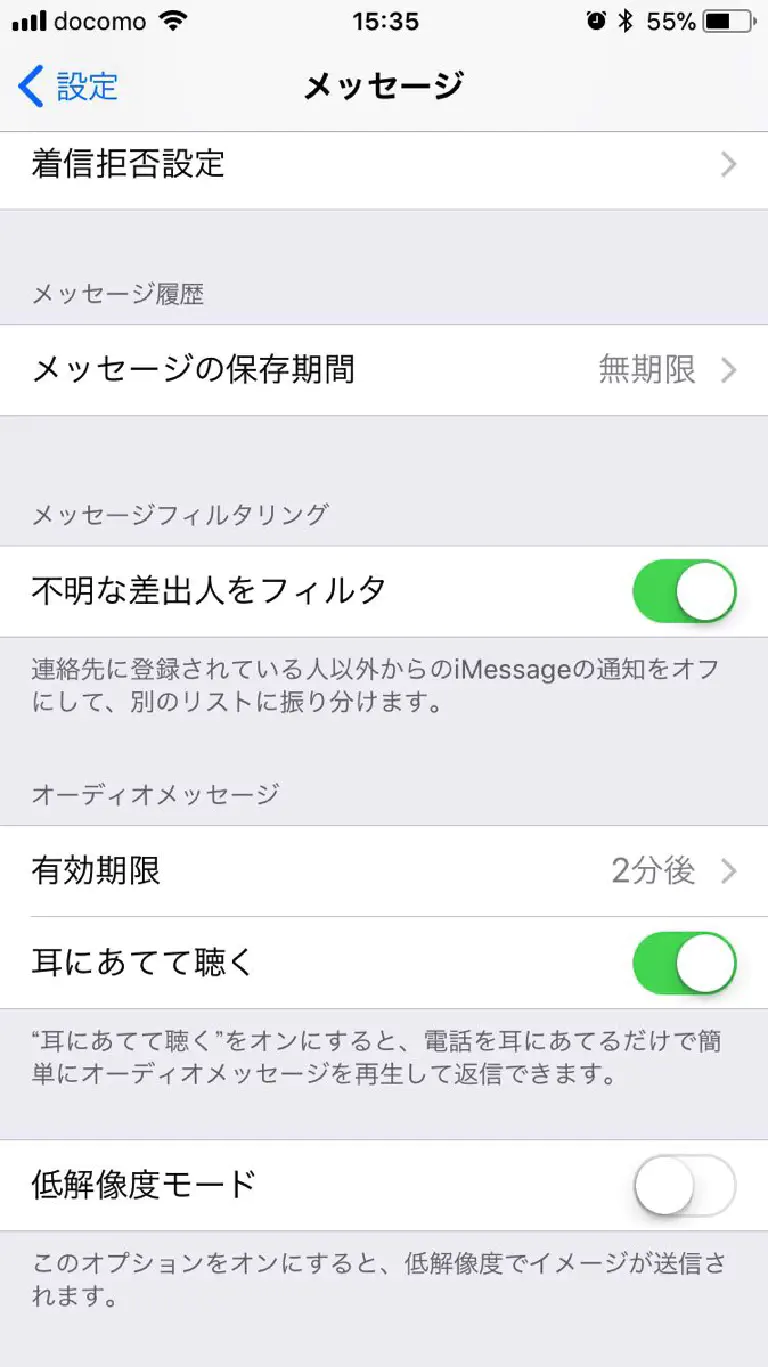 docomo 15:35 55%
設定 メッセージ
着信拒否設定
メッセージ履歴
メッセージの保存期間 無期限
メッセージフィルタリング
不明な差出人をフィルタ
連絡先に登録されている人以外からのiMessageの通知をオフ
にして、別のリストに振り分けます。
オーディオメッセージ
有効期限 2分後
耳にあてて聴く
“耳にあてて聴く”をオンにすると、電話を耳にあてるだけで簡
単にオーディオメッセージを再生して返信できます。
低解像度モード
このオプションをオンにすると、低解像度でイメージが送信さ
れます。